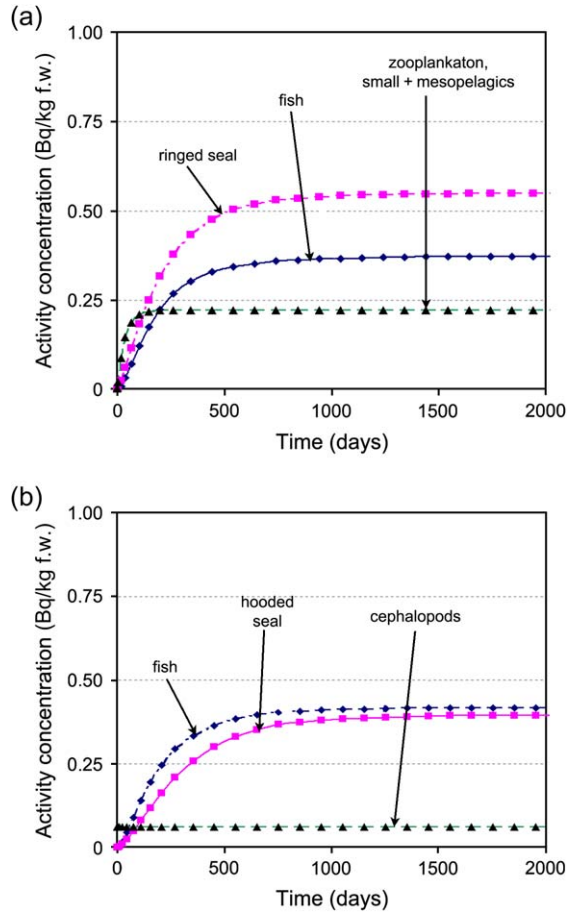 (a)
1.00
0.75
0.50
0.25
0
Activity concentration (Bq/kg f.w.)
zooplankaton,
small + mesopelagics
fish
ringed seal
0
500
1000
1500
2000
Time (days)
(b)
1.00
0.75
0.50
0.25
0
Activity concentration (Bq/kg f.w.)
hooded
seal
cephalopods
fish
0
500
1000
1500
2000
Time (days)